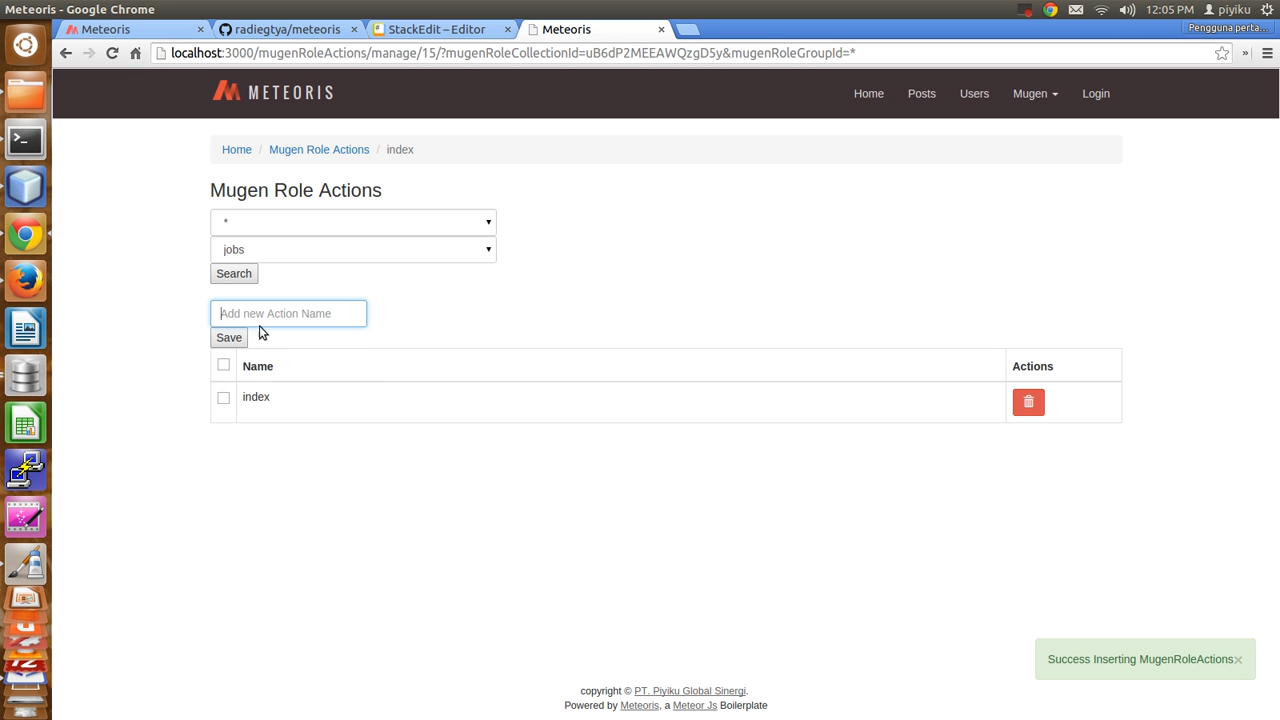 Meteoris - Google Chrome
12:05 PM
piyiku
Meteoris
radiegtya/meteoris
StackEdit – Editor
Meteoris
Pengguna perta...
localhost:3000/mugenRoleActions/manage/15/?mugenRoleCollectionId=uB6dP2MEEAWQzgD5y&mugenRoleGroupId=*
METEORIS
Home
Posts
Users
Mugen
Login
Home / Mugen Role Actions / index
Mugen Role Actions
*
jobs
Search
Add new Action Name
Save
Name
Actions
index
Success Inserting MugenRoleActions ×
copyright © PT. Piyiku Global Sinergi.
Powered by Meteoris, a Meteor Js Boilerplate